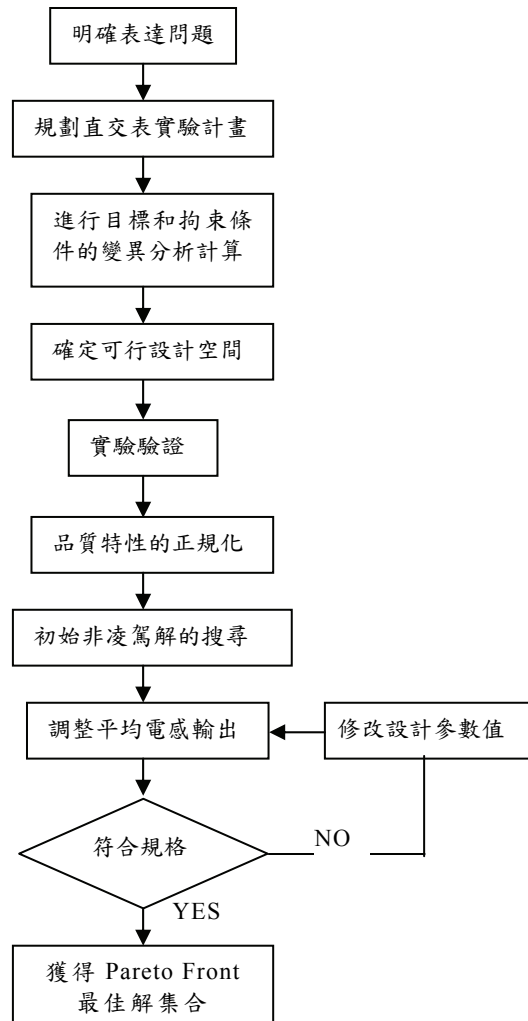 明確表達問題
規劃直交表實驗計畫
進行目標和拘束條
件的變異分析計算
確定可行設計空間
實驗驗證
品質特性的正規化
初始非凌駕解的搜尋
調整平均電感輸出
修改設計參數值
符合規格
NO
YES
獲得 Pareto Front
最佳解集合